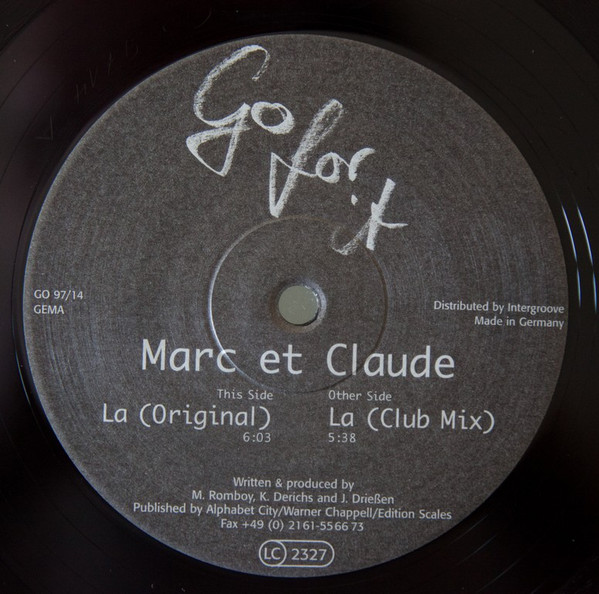 Go for it
GO 97/14
GEMA
Distributed by Intergroove
Made in Germany
Marc et Claude
This Side
La (Original)
6:03
Other Side
La (Club Mix)
5:38
Written & produced by
M. Romboy, K. Derichs and J. Drießen
Published by Alphabet City/Warner Chappell/Edition Scales
Fax +49 (0) 2161-5566 73
LC 2327